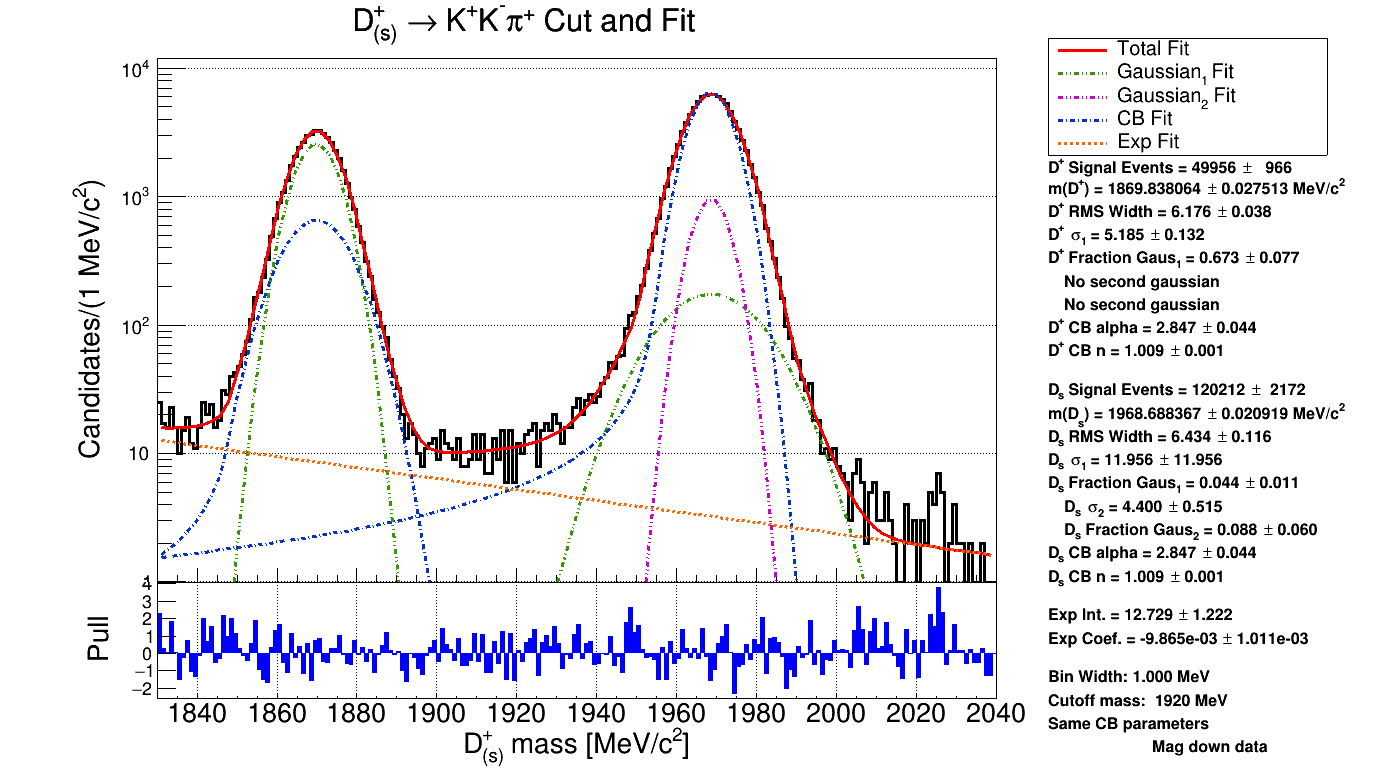 D⁺₍s₎ → K⁺K⁻π⁺ Cut and Fit
Total Fit
Gaussian₁ Fit
Gaussian₂ Fit
CB Fit
Exp Fit
Candidates/(1 MeV/c²)
10⁴
10³
10²
10
1
4
3
2
1
0
−1
−2
Pull
1840 1860 1880 1900 1920 1940 1960 1980 2000 2020 2040
D⁺₍s₎ mass [MeV/c²]
D⁺ Signal Events = 49956 ± 966
m(D⁺) = 1869.838064 ± 0.027513 MeV/c²
D⁺ RMS Width = 6.176 ± 0.038
D⁺ σ₁ = 5.185 ± 0.132
D⁺ Fraction Gaus₁ = 0.673 ± 0.077
No second gaussian
No second gaussian
D⁺ CB alpha = 2.847 ± 0.044
D⁺ CB n = 1.009 ± 0.001
Dₛ Signal Events = 120212 ± 2172
m(Dₛ) = 1968.688367 ± 0.020919 MeV/c²
Dₛ RMS Width = 6.434 ± 0.116
Dₛ σ₁ = 11.956 ± 11.956
Dₛ Fraction Gaus₁ = 0.044 ± 0.011
Dₛ σ₂ = 4.400 ± 0.515
Dₛ Fraction Gaus₂ = 0.088 ± 0.060
Dₛ CB alpha = 2.847 ± 0.044
Dₛ CB n = 1.009 ± 0.001
Exp Int. = 12.729 ± 1.222
Exp Coef. = -9.865e-03 ± 1.011e-03
Bin Width: 1.000 MeV
Cutoff mass: 1920 MeV
Same CB parameters
Mag down data